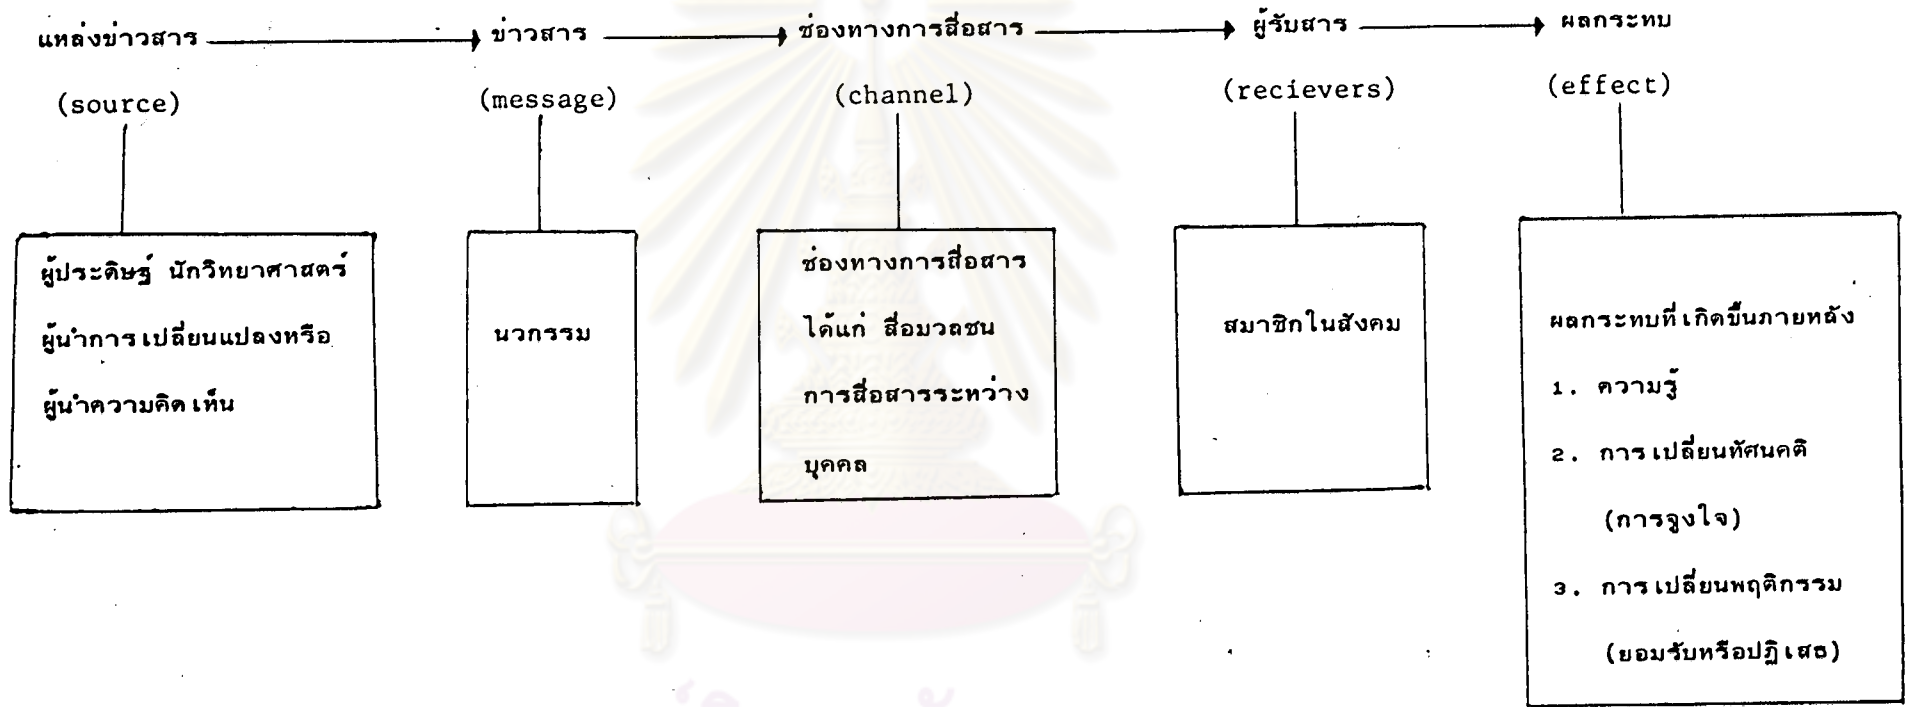 แหล่งข่าวสาร ข่าวสาร ช่องทางการสื่อสาร ผู้รับสาร ผลกระทบ
(source) (message) (channel) (recievers) (effect)
ผู้ประดิษฐ์ นักวิทยาศาสตร์
ผู้นำการเปลี่ยนแปลงหรือ
ผู้นำความคิดเห็น
นวกรรม
ช่องทางการสื่อสาร
ได้แก่ สื่อมวลชน
การสื่อสารระหว่าง
บุคคล
สมาชิกในสังคม
ผลกระทบที่เกิดขึ้นภายหลัง
1. ความรู้
2. การเปลี่ยนทัศนคติ
(การจูงใจ)
3. การเปลี่ยนพฤติกรรม
(ยอมรับหรือปฏิเสธ)